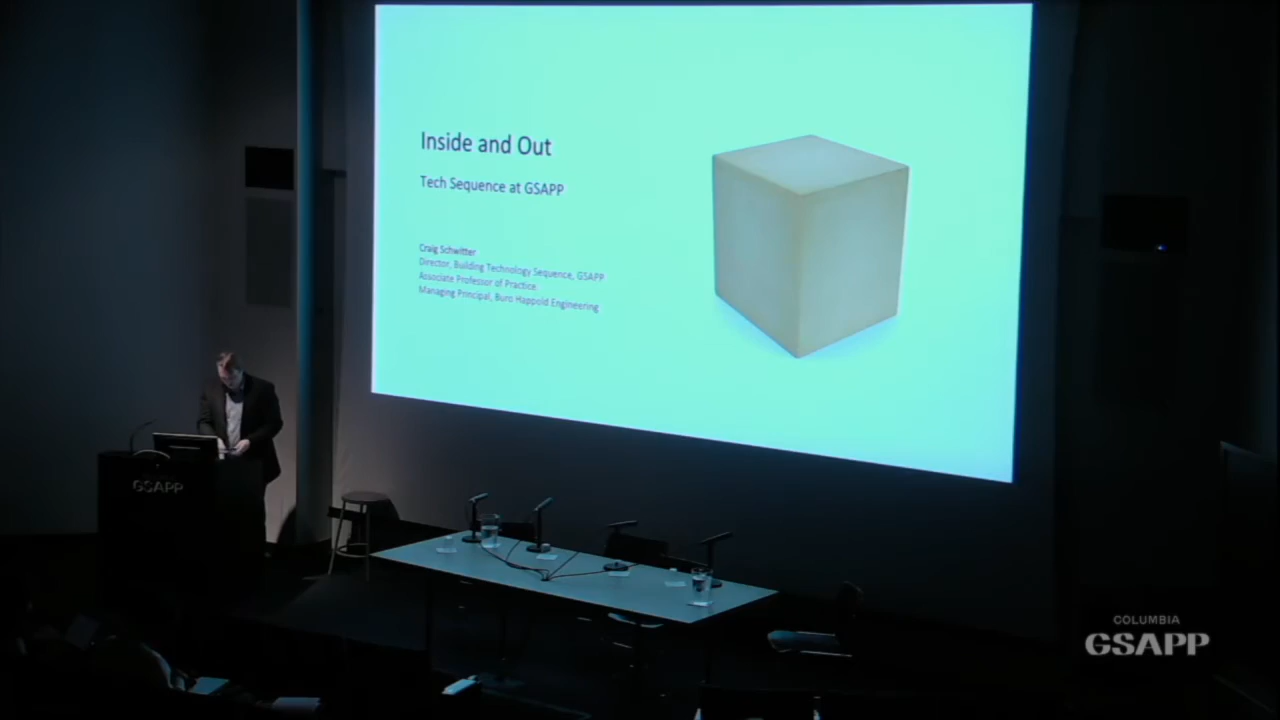 Inside and Out
Tech Sequence at GSAPP
Craig Schwitter
Director, Building Technology Sequence, GSAPP
Associate Professor of Practice
Managing Principal, Buro Happold Engineering
GSAPP
COLUMBIA
GSAPP